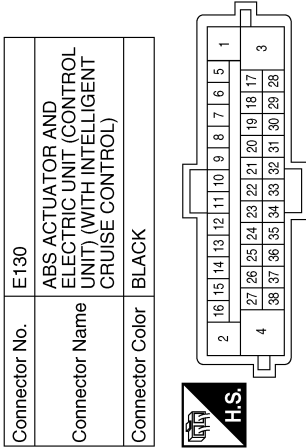 Connector No. E130
Connector Name ABS ACTUATOR AND
ELECTRIC UNIT (CONTROL
UNIT) (WITH INTELLIGENT
CRUISE CONTROL)
Connector Color BLACK
H.S.
2 16 15 14 13 12 11 10 9 8 7 6 5 1
4 27 26 25 24 23 22 21 20 19 18 17 3
38 37 36 35 34 33 32 31 30 29 28